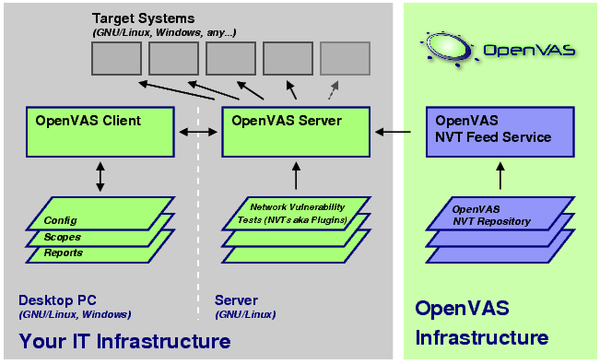 Target Systems
(GNU/Linux, Windows, any...)
OpenVAS
OpenVAS Client
OpenVAS Server
OpenVAS
NVT Feed Service
Config
Scopes
Reports
Network Vulnerability
Tests (NVTs aka Plugins)
OpenVAS
NVT Repository
Desktop PC
(GNU/Linux, Windows)
Server
(GNU/Linux)
Your IT Infrastructure
OpenVAS
Infrastructure